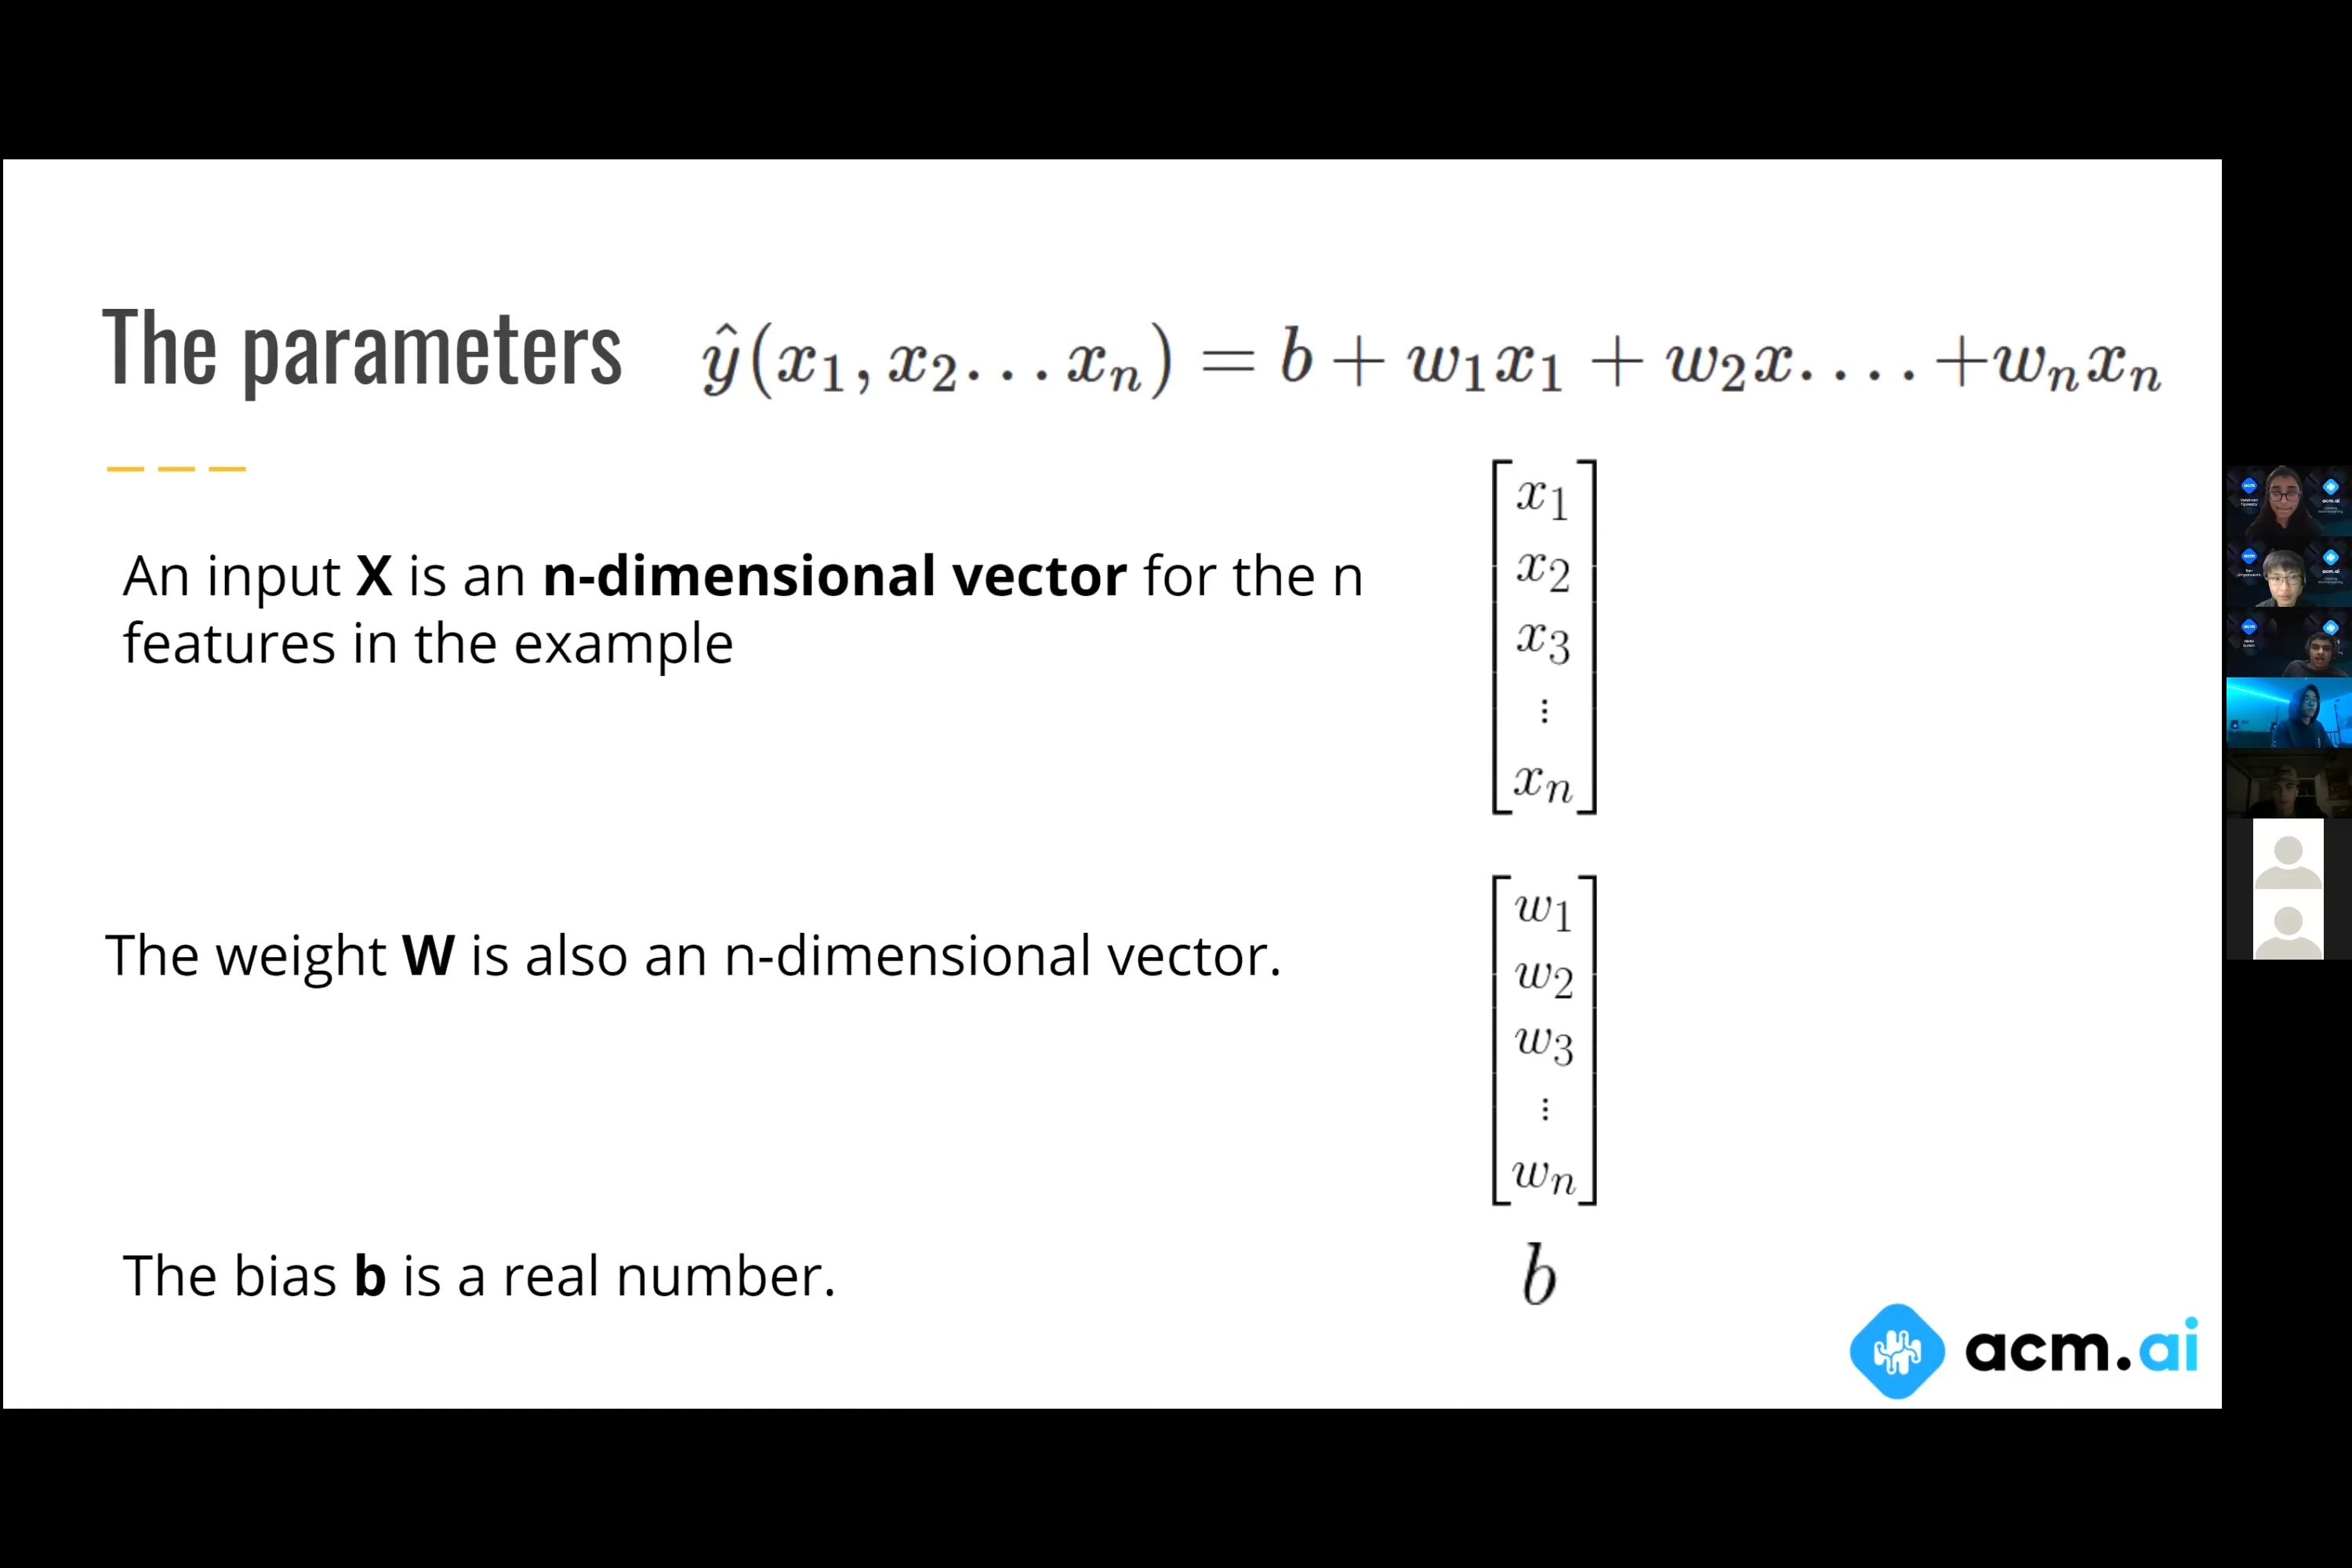 The parameters ŷ(x₁, x₂. . . xₙ) = b + w₁x₁ + w₂x. . . . +wₙxₙ
An input X is an n-dimensional vector for the n
features in the example
x₁
x₂
x₃
⋮
xₙ
The weight W is also an n-dimensional vector.
w₁
w₂
w₃
⋮
wₙ
The bias b is a real number.
b
acm.ai